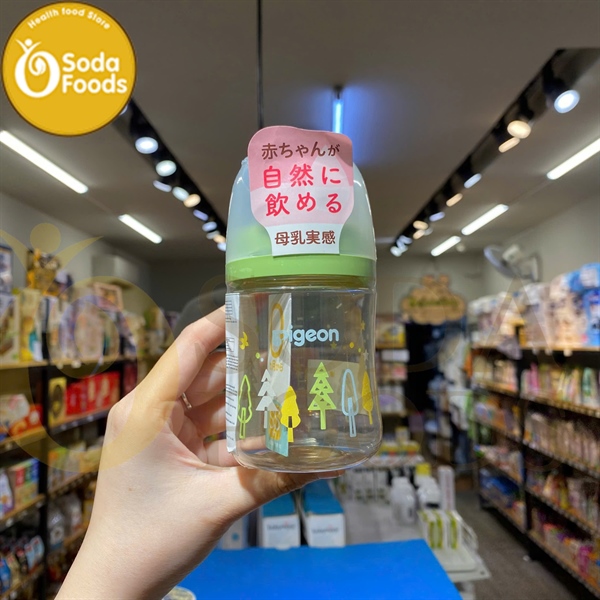 Health food Store
Soda
Foods
赤ちゃんが
自然に
飲める
母乳実感
Pigeon